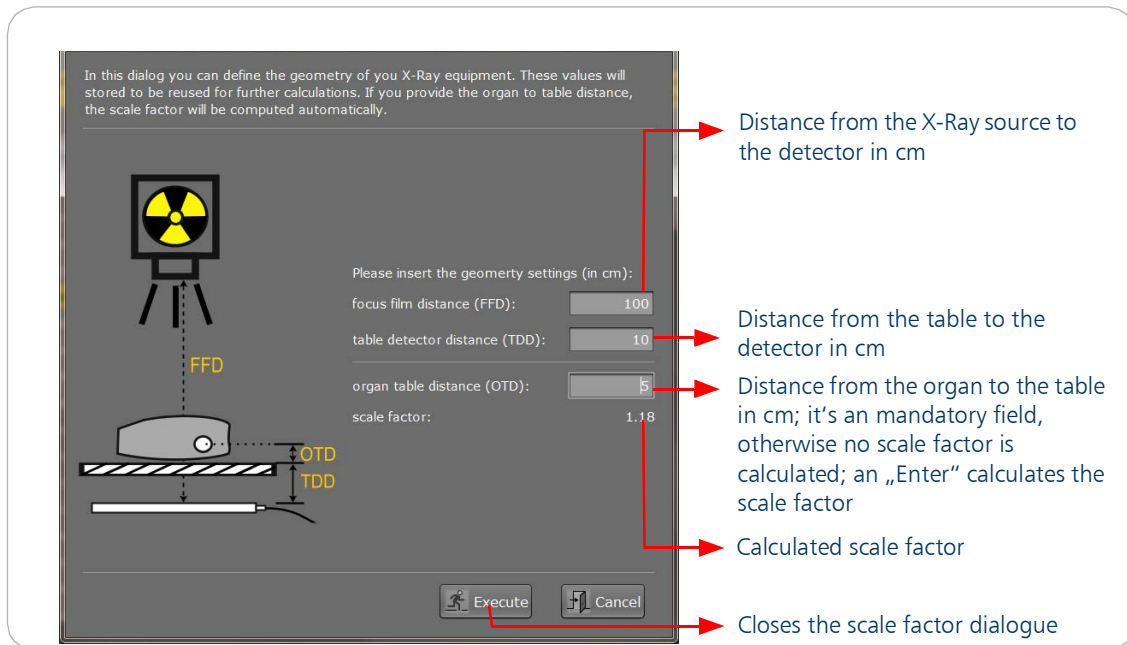 In this dialog you can define the geometry of you X-Ray equipment. These values will
stored to be reused for further calculations. If you provide the organ to table distance,
the scale factor will be computed automatically.
Distance from the X-Ray source to
the detector in cm
Please insert the geomerty settings (in cm):
focus film distance (FFD): 100
table detector distance (TDD): 10
Distance from the table to the
detector in cm
FFD
organ table distance (OTD): 5
Distance from the organ to the table
in cm; it's an mandatory field,
otherwise no scale factor is
calculated; an „Enter" calculates the
scale factor
scale factor: 1.18
OTD
TDD
Calculated scale factor
Execute
Cancel
Closes the scale factor dialogue